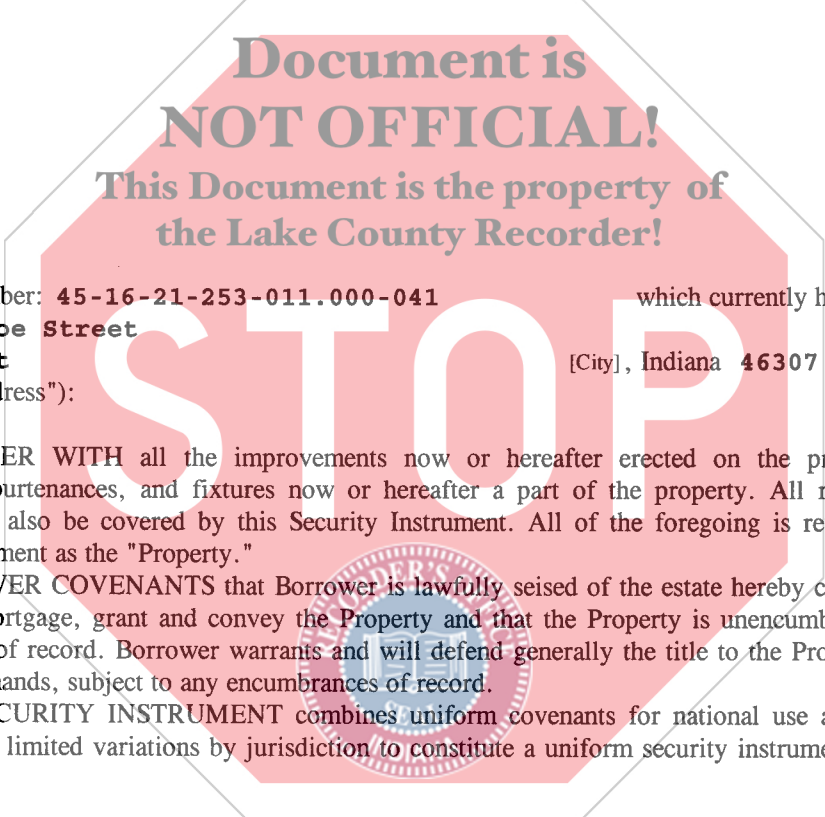 Document is
NOT OFFICIAL!
This Document is the property of
the Lake County Recorder!
STOP
ber: 45-16-21-253-011.000-041 which currently h
oe Street
t [City], Indiana 46307
dress"):
ER WITH all the improvements now or hereafter erected on the pr
ourtenances, and fixtures now or hereafter a part of the property. All r
also be covered by this Security Instrument. All of the foregoing is re
ment as the "Property."
VER COVENANTS that Borrower is lawfully seised of the estate hereby c
ortgage, grant and convey the Property and that the Property is unencumb
of record. Borrower warrants and will defend generally the title to the Pro
nands, subject to any encumbrances of record.
CURITY INSTRUMENT combines uniform covenants for national use a
limited variations by jurisdiction to constitute a uniform security instrume
RECORDER'S OFFICE
SEAL
INDIANA